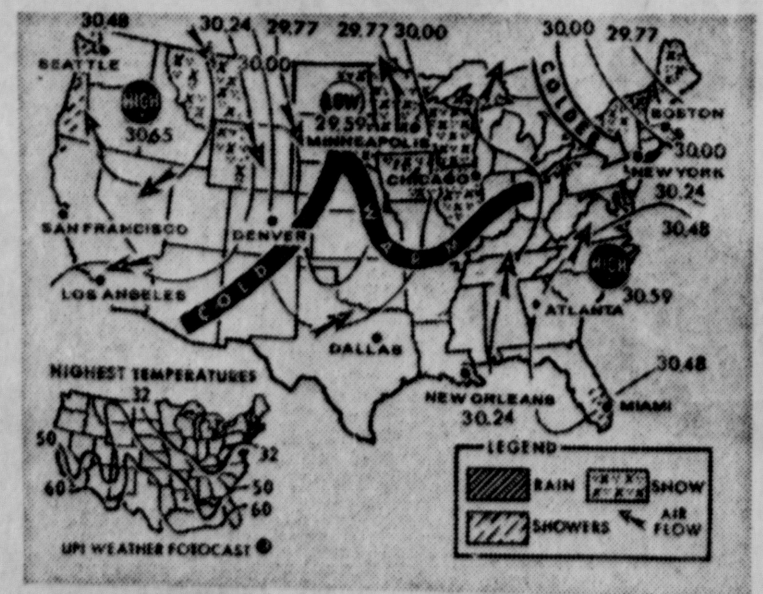 30.48
30.24
29.77
29.77 30.00
30.00
29.77
SEATTLE
30.00
COLDER
HIGH
LOW
BOSTON
30.65
29.59
MINNEAPOLIS
30.00
CHICAGO
NEW YORK
30.24
SAN FRANCISCO
DENVER
WARM
30.48
COLD
HIGH
LOS ANGELES
30.59
ATLANTA
DALLAS
HIGHEST TEMPERATURES
30.48
32
NEW ORLEANS
MIAMI
30.24
50
32
60
50
60
LEGEND
RAIN
SNOW
SHOWERS
AIR
FLOW
UPI WEATHER FOTOCAST